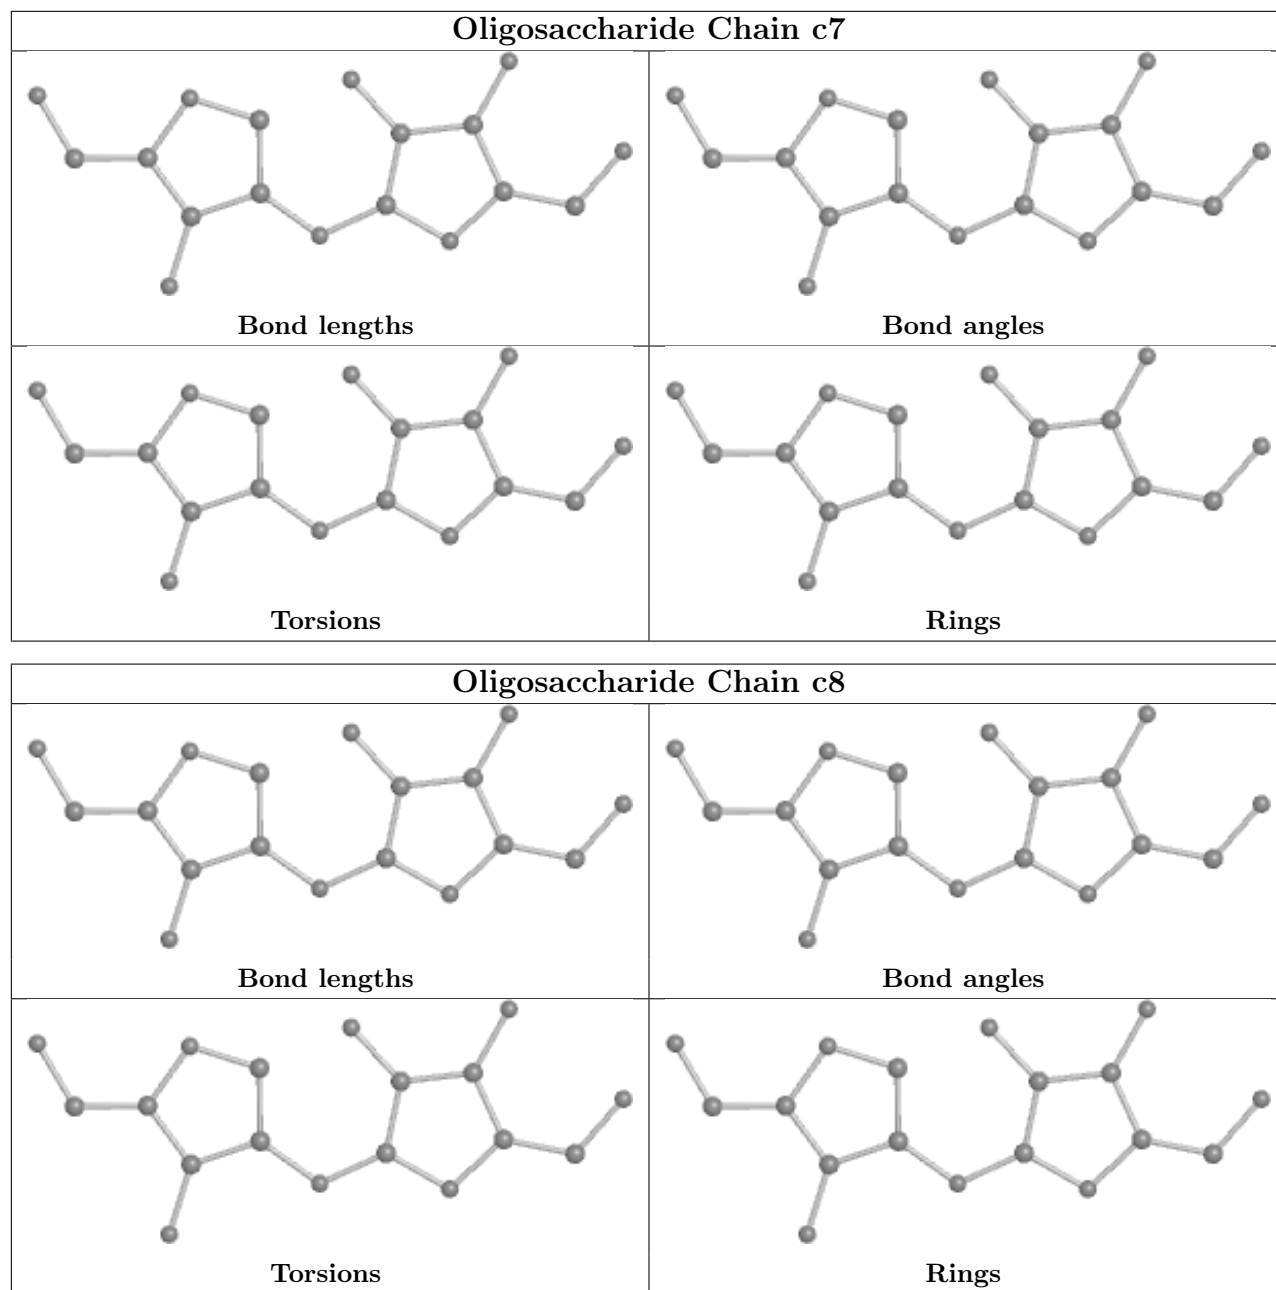 Oligosaccharide Chain c7
Bond lengths
Bond angles
Torsions
Rings
Oligosaccharide Chain c8
Bond lengths
Bond angles
Torsions
Rings